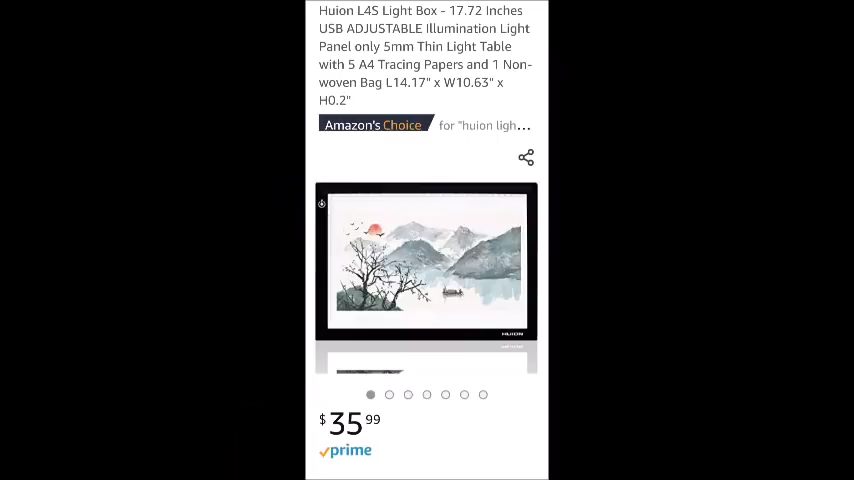 Huion L4S Light Box - 17.72 Inches
USB ADJUSTABLE Illumination Light
Panel only 5mm Thin Light Table
with 5 A4 Tracing Papers and 1 Non-
woven Bag L14.17" x W10.63" x
H0.2"
Amazon's Choice for "huion ligh...
HUION
$35 99
prime